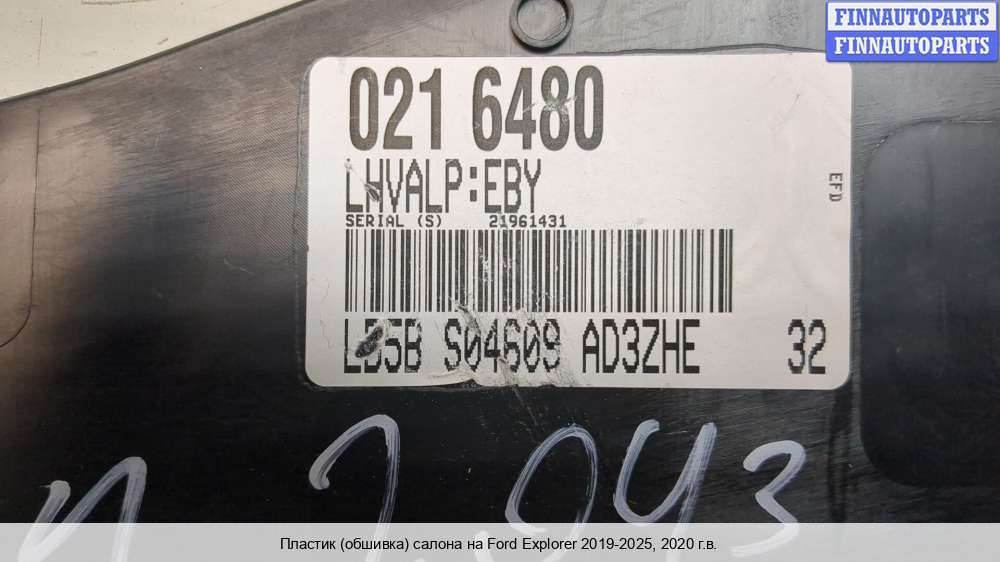 FINNAUTOPARTS
FINNAUTOPARTS
021 6480
LHVALP:EBY
EFD
SERIAL (S) 21961431
LB5B S04609 AD3ZHE 32
Пластик (обшивка) салона на Ford Explorer 2019-2025, 2020 г.в.